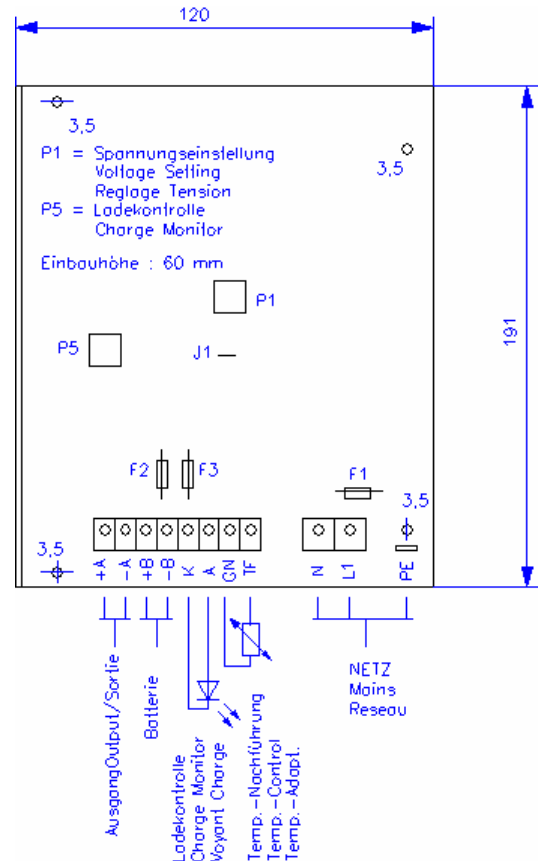 120
3,5
P1 = Spannungseinstellung
Voltage Setting
Reglage Tension
P5 = Ladekontrolle
Charge Monitor
3,5
Einbauhöhe : 60 mm
P1
P5
J1
191
F2
F3
F1
3,5
3,5
+A
-A
+B
-B
K
A
GN
TF
N
L1
PE
AusgangOutput/Sortie
Batterie
Ladekontrolle
Charge Monitor
Voyant Charge
Temp.-Nachführung
Temp.-Control
Temp.-Adapt.
NETZ
Mains
Reseau